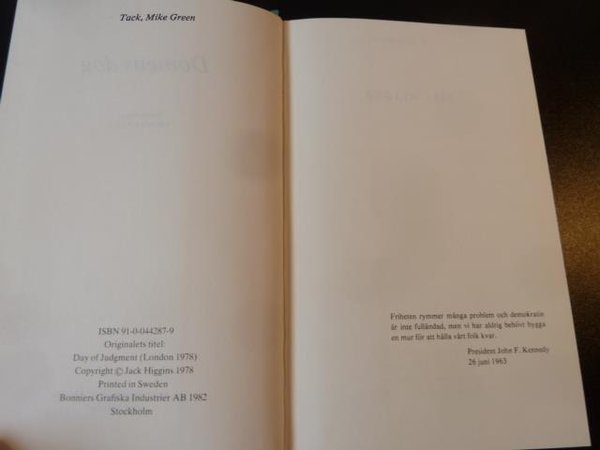 Tack, Mike Green
ISBN 91-0-044287-9
Originalets titel:
Day of Judgment (London 1978)
Copyright © Jack Higgins 1978
Printed in Sweden
Bonniers Grafiska Industrier AB 1982
Stockholm
Friheten rymmer många problem och demokratin
är inte fulländad, men vi har aldrig behövt bygga
en mur för att hålla vårt folk kvar.
President John F. Kennedy
26 juni 1963